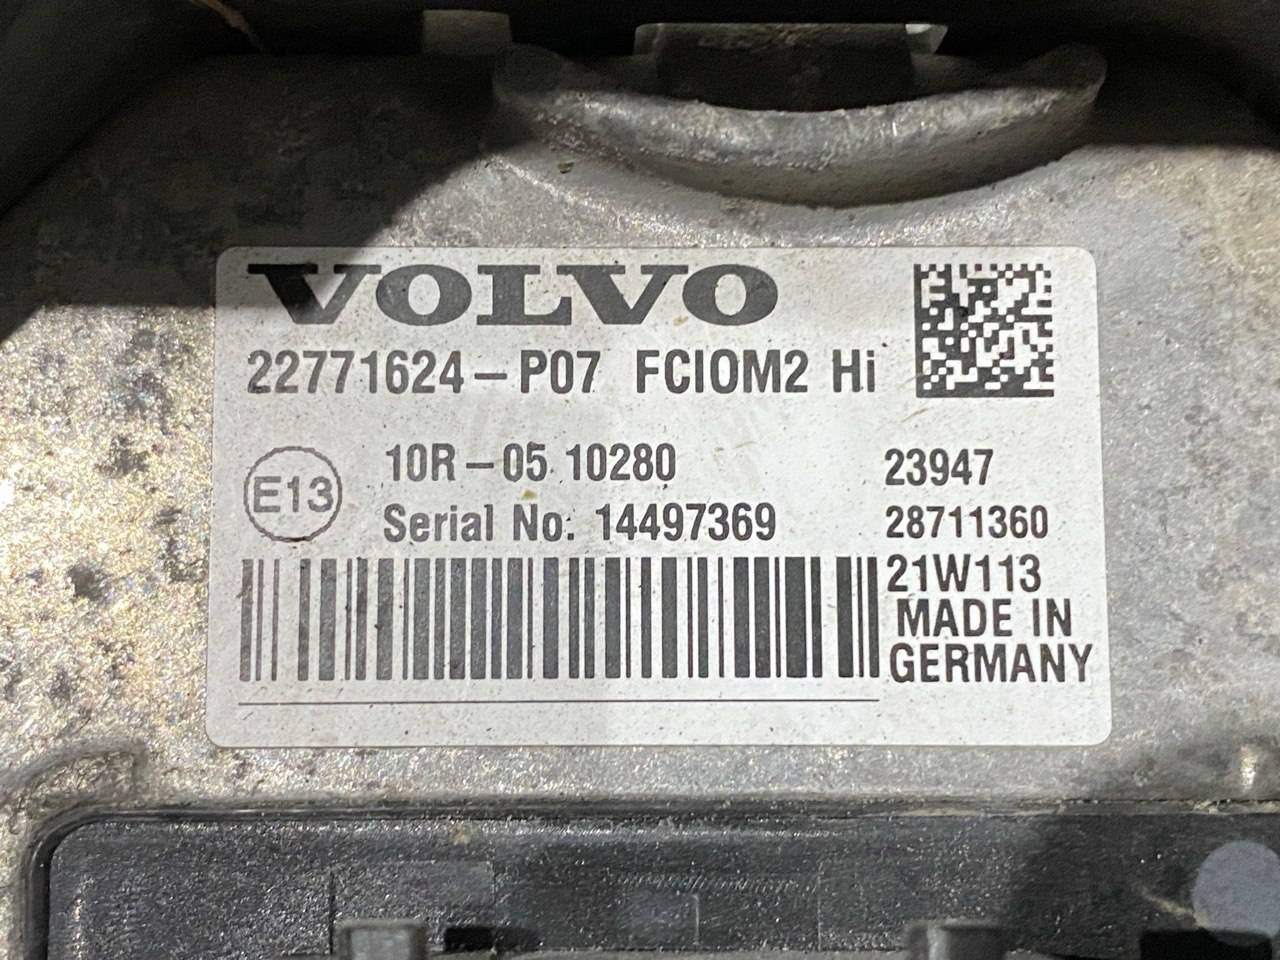 VOLVO
22771624-P07 FCIOM2 Hi
E13
10R-05 10280
23947
Serial No: 14497369
28711360
21W113
MADE IN
GERMANY